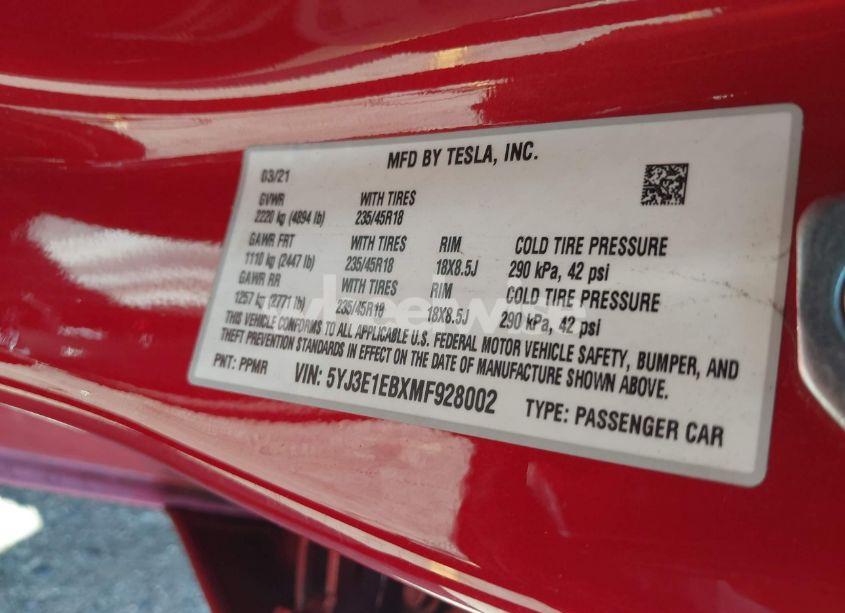 MFD BY TESLA, INC.
03/21
GVWR WITH TIRES
2220 kg (4894 lb) 235/45R18
GAWR FRT WITH TIRES RIM COLD TIRE PRESSURE
1110 kg (2447 lb) 235/45R18 18X8.5J 290 kPa, 42 psi
GAWR RR WITH TIRES RIM COLD TIRE PRESSURE
1257 kg (2771 lb) 235/45R18 18X8.5J 290 kPa, 42 psi
THIS VEHICLE CONFORMS TO ALL APPLICABLE U.S. FEDERAL MOTOR VEHICLE SAFETY, BUMPER, AND
THEFT PREVENTION STANDARDS IN EFFECT ON THE DATE OF MANUFACTURE SHOWN ABOVE.
PNT: PPMR VIN: 5YJ3E1EBXMF928002 TYPE: PASSENGER CAR